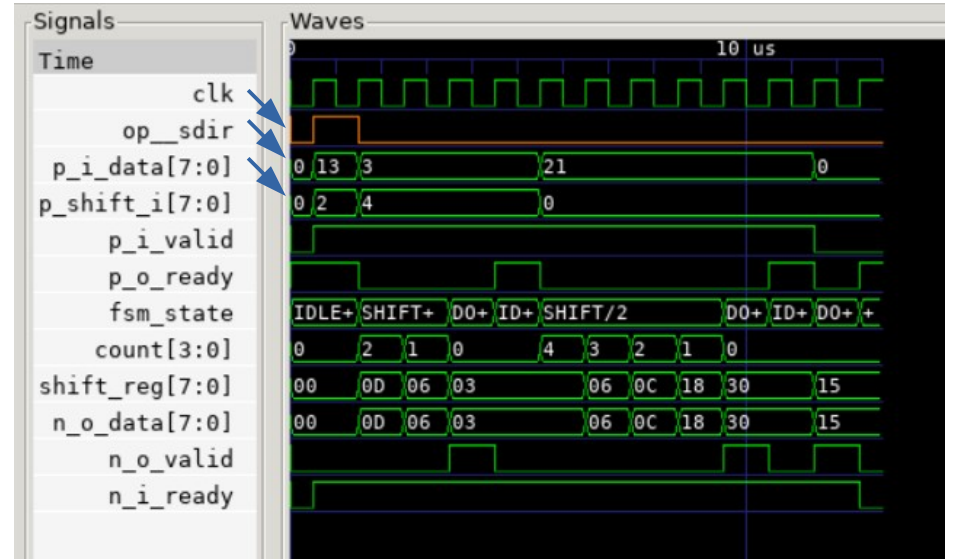 Signals Waves
Time 0 10 us
clk
op__sdir
p_i_data[7:0] 0 13 3 21 0
p_shift_i[7:0] 0 2 4 0
p_i_valid
p_o_ready
fsm_state IDLE+ SHIFT+ DO+ ID+ SHIFT/2 DO+ ID+ DO+ +
count[3:0] 0 2 1 0 4 3 2 1 0
shift_reg[7:0] 00 0D 06 03 06 0C 18 30 15
n_o_data[7:0] 00 0D 06 03 06 0C 18 30 15
n_o_valid
n_i_ready